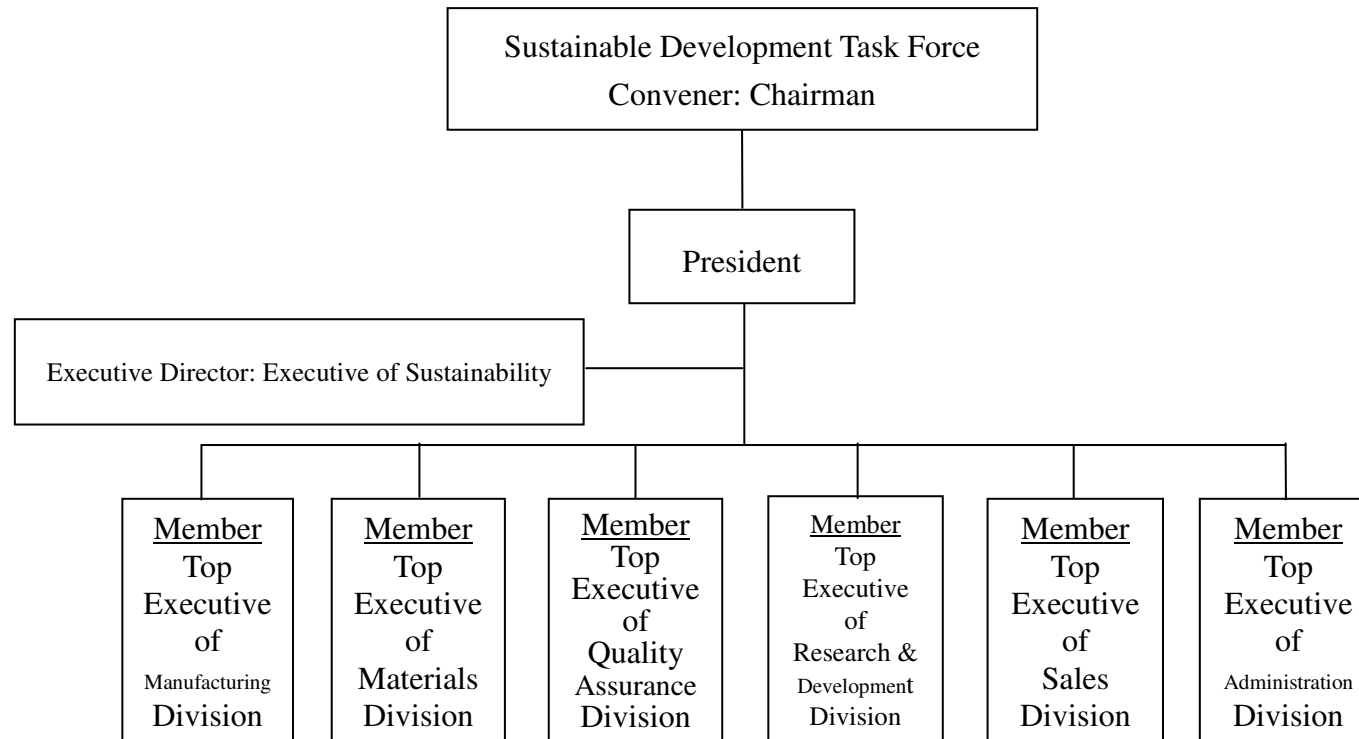 Sustainable Development Task Force
Convener: Chairman
President
Executive Director: Executive of Sustainability
Member
Top
Executive
of
Manufacturing
Division
Member
Top
Executive
of
Materials
Division
Member
Top
Executive
of
Quality
Assurance
Division
Member
Top
Executive
of
Research &
Development
Division
Member
Top
Executive
of
Sales
Division
Member
Top
Executive
of
Administration
Division